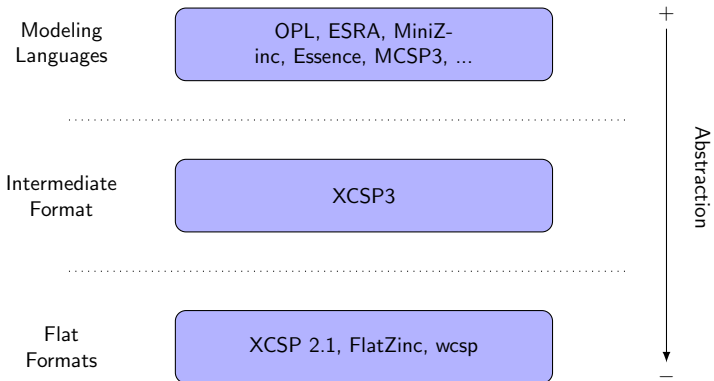 Modeling
Languages
OPL, ESRA, MiniZ-
inc, Essence, MCSP3, ...
+
Abstraction
Intermediate
Format
XCSP3
Flat
Formats
XCSP 2.1, FlatZinc, wcsp
−